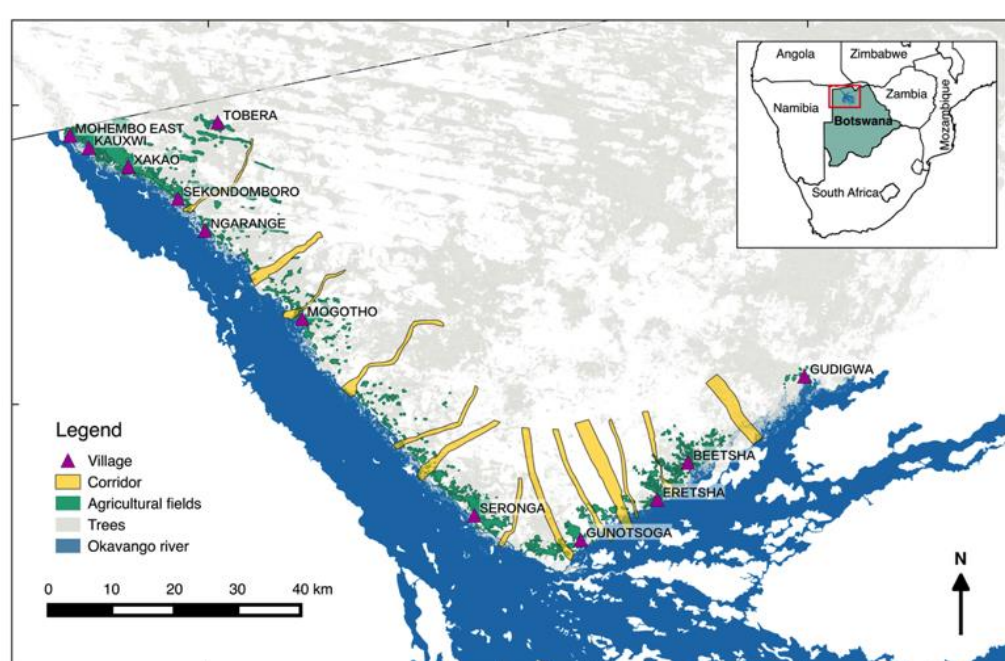 Angola
Zimbabwe
Zambia
Namibia
Botswana
Mozambique
South Africa
TOBERA
MOHEMBO EAST
KAUXWI
XAKAO
SEKONDOMBORO
NGARANGE
MOGOTHO
GUDIGWA
BEETSHA
ERETSHA
SERONGA
GUNOTSOGA
Legend
Village
Corridor
Agricultural fields
Trees
Okavango river
0 10 20 30 40 km
N